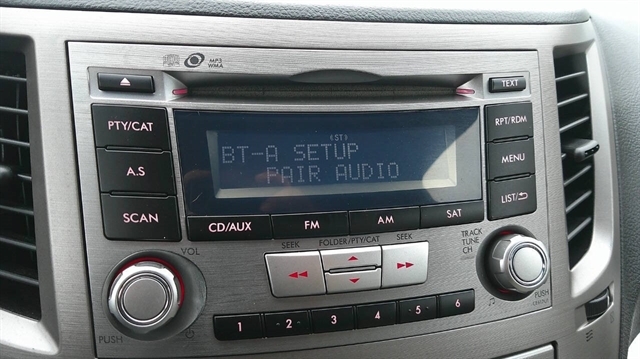 MP3
WMA
TEXT
PTY/CAT
A.S
SCAN
(ST)
BT-A SETUP
PAIR AUDIO
RPT/RDM
MENU
LIST/
CD/AUX
FM
AM
SAT
VOL
SEEK
FOLDER/PTY/CAT
SEEK
TRACK
TUNE
CH
PUSH
PUSH
1
-2-
-3-
4
5
6